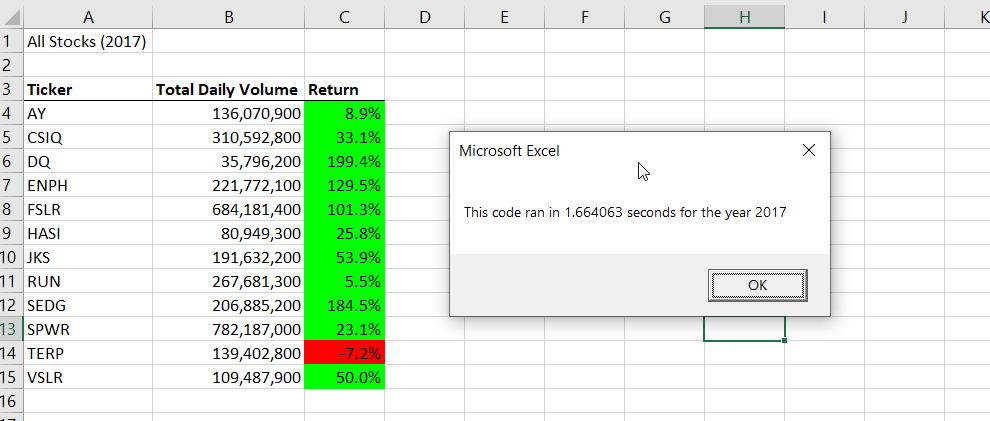 A B C D E F G H I J K
1 All Stocks (2017)
2
3 Ticker Total Daily Volume Return
4 AY 136,070,900 8.9%
5 CSIQ 310,592,800 33.1%
6 DQ 35,796,200 199.4%
7 ENPH 221,772,100 129.5%
8 FSLR 684,181,400 101.3%
9 HASI 80,949,300 25.8%
10 JKS 191,632,200 53.9%
11 RUN 267,681,300 5.5%
12 SEDG 206,885,200 184.5%
13 SPWR 782,187,000 23.1%
14 TERP 139,402,800 -7.2%
15 VSLR 109,487,900 50.0%
16
Microsoft Excel
This code ran in 1.664063 seconds for the year 2017
OK